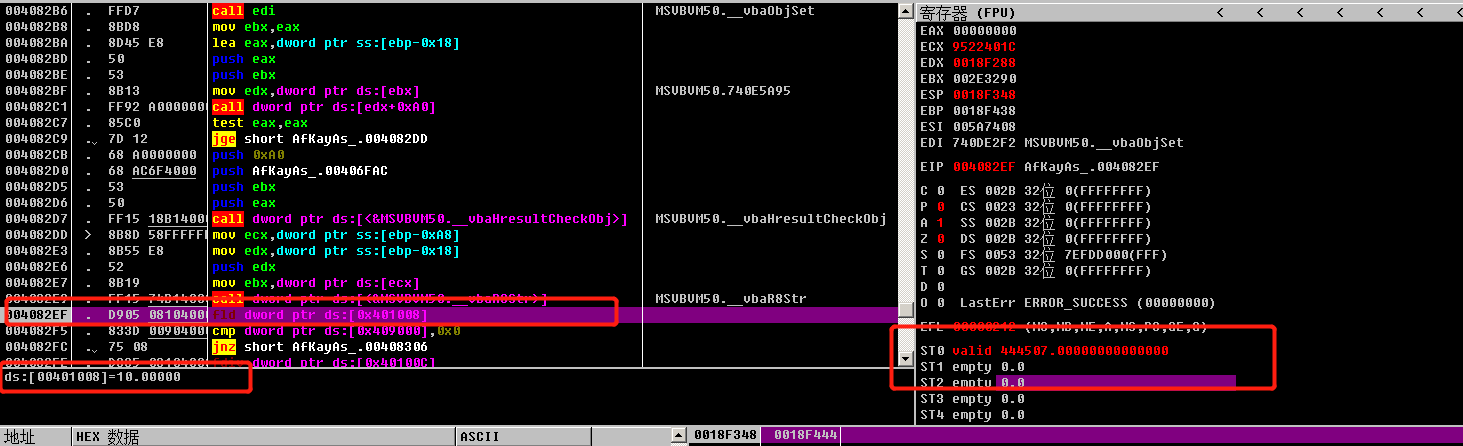 004082B6 . FFD7 call edi MSVBVM50.__vbaObjSet
004082B8 . 8BD8 mov ebx,eax
004082BA . 8D45 E8 lea eax,dword ptr ss:[ebp-0x18]
004082BD . 50 push eax
004082BE . 53 push ebx
004082BF . 8B13 mov edx,dword ptr ds:[ebx] MSVBVM50.740E5A95
004082C1 . FF92 A0000000 call dword ptr ds:[edx+0xA0]
004082C7 . 85C0 test eax,eax
004082C9 . 7D 12 jge short AfKayAs_.004082DD
004082CB . 68 A0000000 push 0xA0
004082D0 . 68 AC6F4000 push AfKayAs_.00406FAC
004082D5 . 53 push ebx
004082D6 . 50 push eax
004082D7 . FF15 18B14000 call dword ptr ds:[<&MSVBVM50.__vbaHresultCheckObj>] MSVBVM50.__vbaHresultCheckObj
004082DD > 8B8D 58FFFFFF mov ecx,dword ptr ss:[ebp-0xA8]
004082E3 . 8B55 E8 mov edx,dword ptr ss:[ebp-0x18]
004082E6 . 52 push edx
004082E7 . 8B19 mov ebx,dword ptr ds:[ecx]
004082E9 . FF15 74B14000 call dword ptr ds:[<&MSVBVM50.__vbaR8Str>] MSVBVM50.__vbaR8Str
004082EF . D905 08104000 fld dword ptr ds:[0x401008]
004082F5 . 833D 00904000 cmp dword ptr ds:[0x409000],0x0
004082FC . 75 08 jnz short AfKayAs_.00408306
ds:[00401008]=10.00000
寄存器 (FPU) < < < < < < <
EAX 00000000
ECX 9522401C
EDX 0018F288
EBX 002E3290
ESP 0018F348
EBP 0018F438
ESI 005A7408
EDI 740DE2F2 MSVBVM50.__vbaObjSet
EIP 004082EF AfKayAs_.004082EF
C 0 ES 002B 32位 0(FFFFFFFF)
P 0 CS 0023 32位 0(FFFFFFFF)
A 1 SS 002B 32位 0(FFFFFFFF)
Z 0 DS 002B 32位 0(FFFFFFFF)
S 0 FS 0053 32位 7EFDD000(FFF)
T 0 GS 002B 32位 0(FFFFFFFF)
D 0
O 0 LastErr ERROR_SUCCESS (00000000)
EFL 00000212 (NO,NB,NE,A,NS,PO,GE,G)
ST0 valid 444507.00000000000000
ST1 empty 0.0
ST2 empty 0.0
ST3 empty 0.0
ST4 empty 0.0
地址 HEX 数据 ASCII
0018F348 0018F444